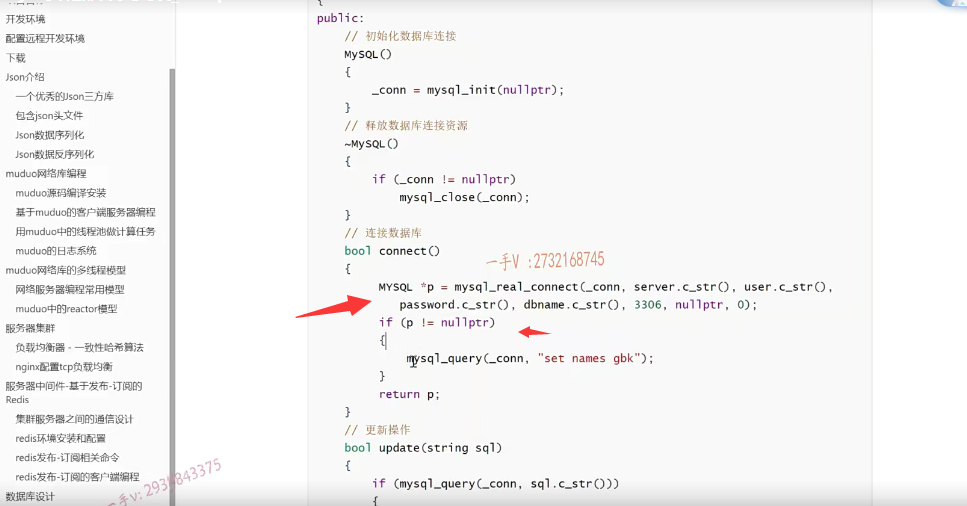 开发环境
配置远程开发环境
下载
Json介绍
一个优秀的Json三方库
包含json头文件
Json数据序列化
Json数据反序列化
muduo网络库编程
muduo源码编译安装
基于muduo的客户端服务器编程
用muduo中的线程池做计算任务
muduo的日志系统
muduo网络库的多线程模型
网络服务器编程常用模型
muduo中的reactor模型
服务器集群
负载均衡器 - 一致性哈希算法
nginx配置tcp负载均衡
服务器中间件-基于发布-订阅的
Redis
集群服务器之间的通信设计
redis环境安装和配置
redis发布-订阅相关命令
redis发布-订阅的客户端编程
数据库设计
{
public:
// 初始化数据库连接
MySQL()
{
_conn = mysql_init(nullptr);
}
// 释放数据库连接资源
~MySQL()
{
if (_conn != nullptr)
mysql_close(_conn);
}
// 连接数据库
bool connect()
一手V :2732168745
{
MYSQL *p = mysql_real_connect(_conn, server.c_str(), user.c_str(),
password.c_str(), dbname.c_str(), 3306, nullptr, 0);
if (p != nullptr)
{
mysql_query(_conn, "set names gbk");
}
return p;
}
// 更新操作
bool update(string sql)
{
if (mysql_query(_conn, sql.c_str()))
{